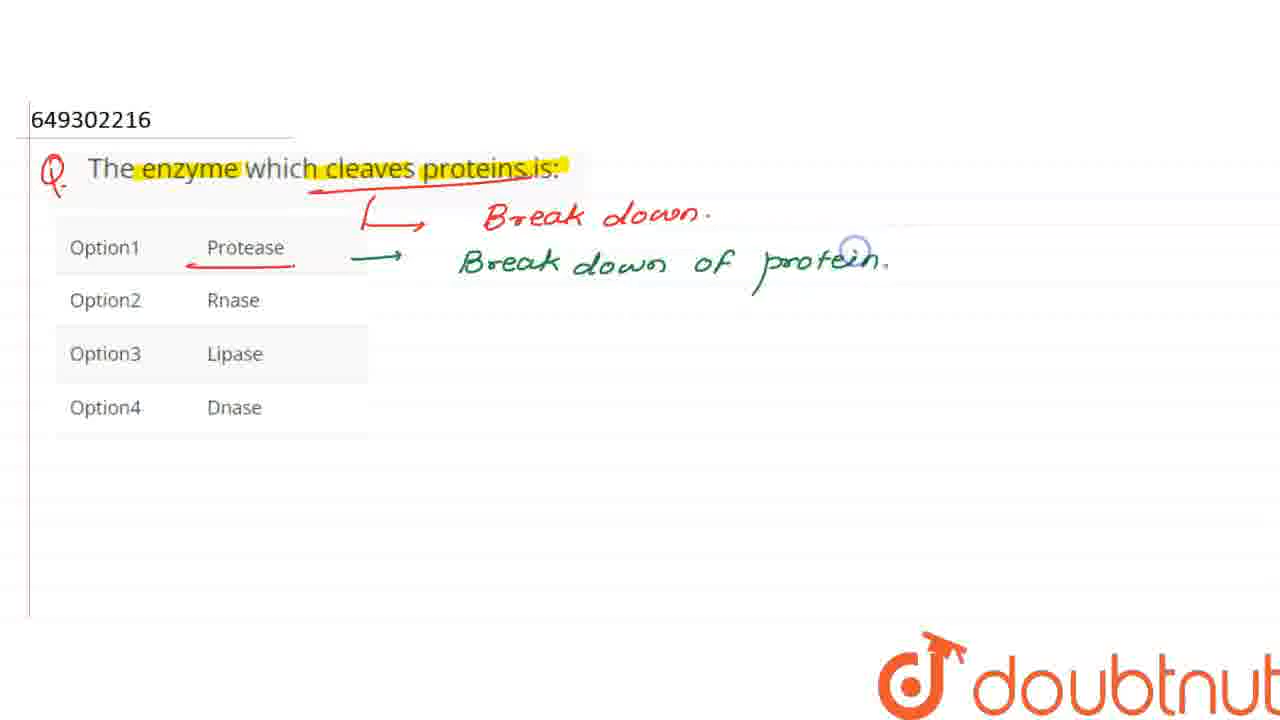 649302216
Q. The enzyme which cleaves proteins is:
Break down.
Option1 Protease → Break down of protein.
Option2 Rnase
Option3 Lipase
Option4 Dnase
doubtnut